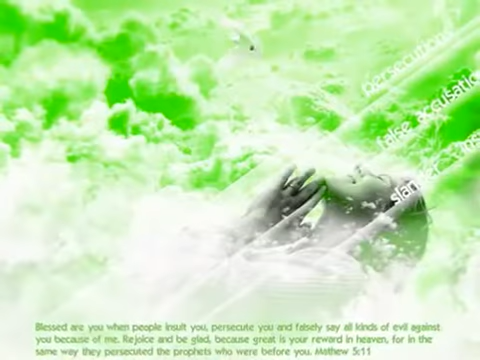 persecution
false accusatio
slander
Blessed are you when people insult you, persecute you and falsely say all kinds of evil against
you because of me. Rejoice and be glad, because great is your reward in heaven, for in the
same way they persecuted the prophets who were before you. Mathew 5:11